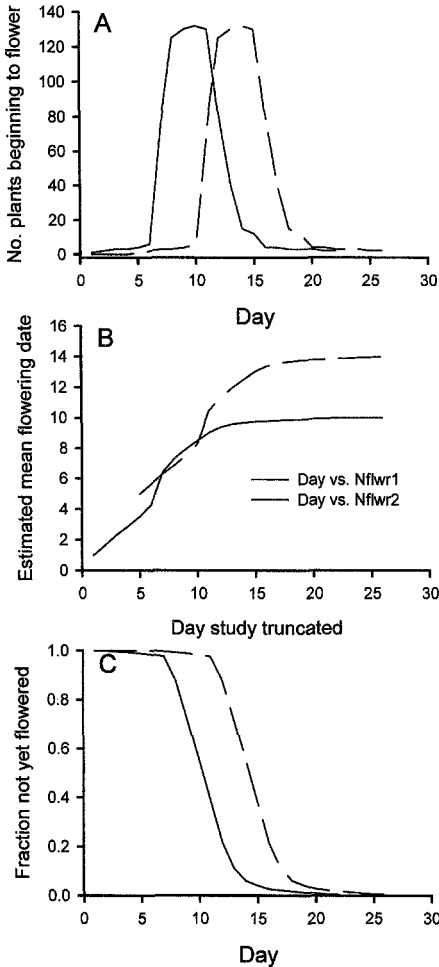 A
No. plants beginning to flower
140
120
100
80
60
40
20
0
0 5 10 15 20 25 30
Day
B
Estimated mean flowering date
16
14
12
10
8
6
4
2
0
Day vs. Nflwr1
Day vs. Nflwr2
0 5 10 15 20 25 30
Day study truncated
C
Fraction not yet flowered
1.0
0.8
0.6
0.4
0.2
0.0
0 5 10 15 20 25 30
Day